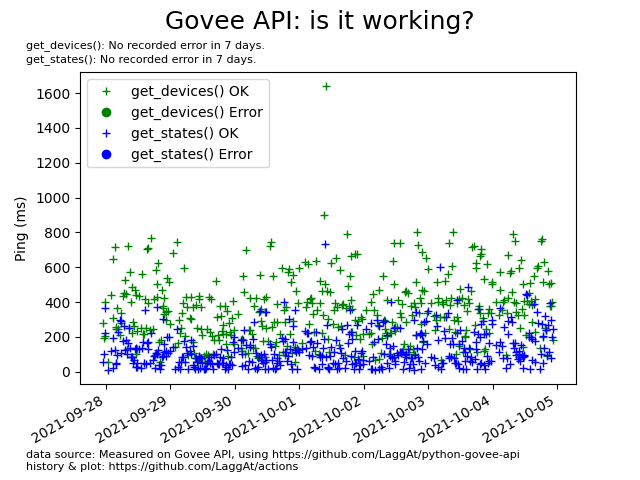 Govee API: is it working?
get_devices(): No recorded error in 7 days.
get_states(): No recorded error in 7 days.
get_devices() OK
get_devices() Error
get_states() OK
get_states() Error
Ping (ms)
1600
1400
1200
1000
800
600
400
200
0
2021-09-28
2021-09-29
2021-09-30
2021-10-01
2021-10-02
2021-10-03
2021-10-04
2021-10-05
data source: Measured on Govee API, using https://github.com/LaggAt/python-govee-api
history & plot: https://github.com/LaggAt/actions